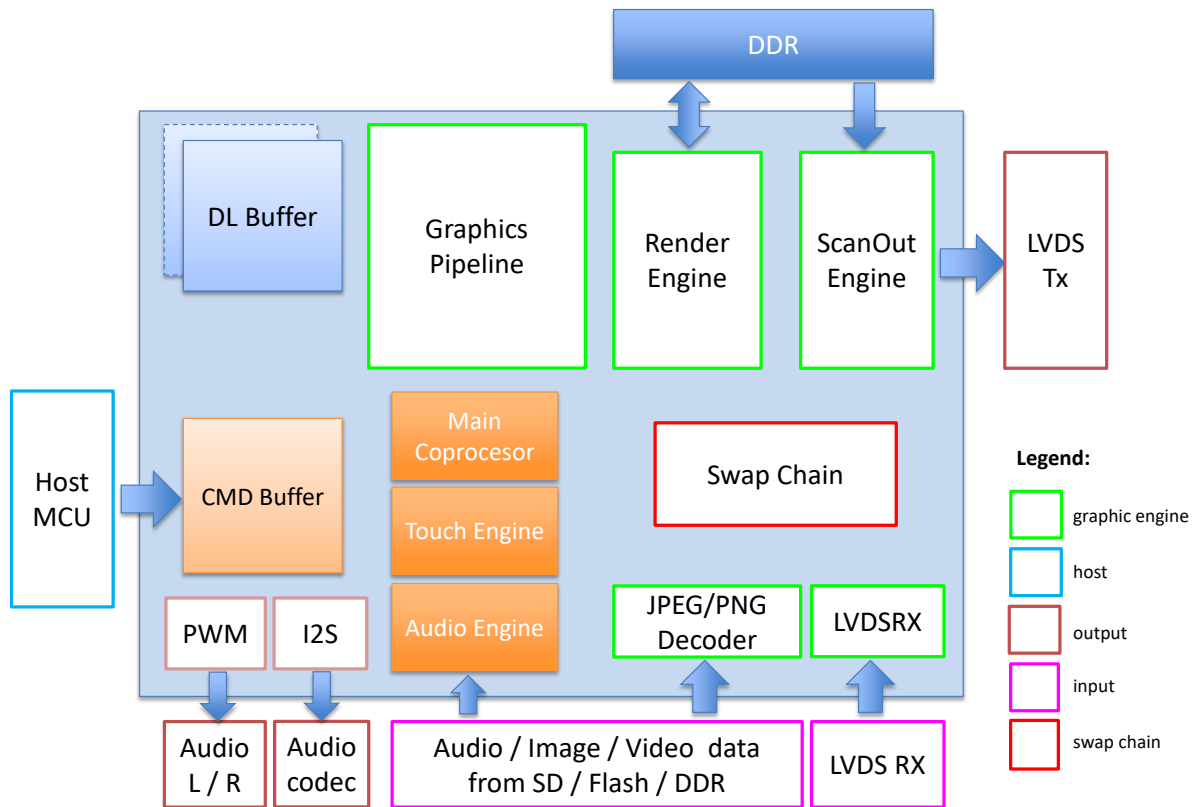 DDR
DL Buffer
Graphics
Pipeline
Render
Engine
ScanOut
Engine
LVDS
Tx
Host
MCU
CMD Buffer
Main
Coprocesor
Touch Engine
Audio Engine
Swap Chain
PWM
I2S
JPEG/PNG
Decoder
LVDSRX
Audio
L / R
Audio
codec
Audio / Image / Video  data
from SD / Flash / DDR
LVDS RX
Legend:
graphic engine
host
output
input
swap chain